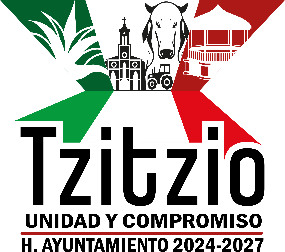 Tzitzio
UNIDAD Y COMPROMISO
H. AYUNTAMIENTO 2024-2027